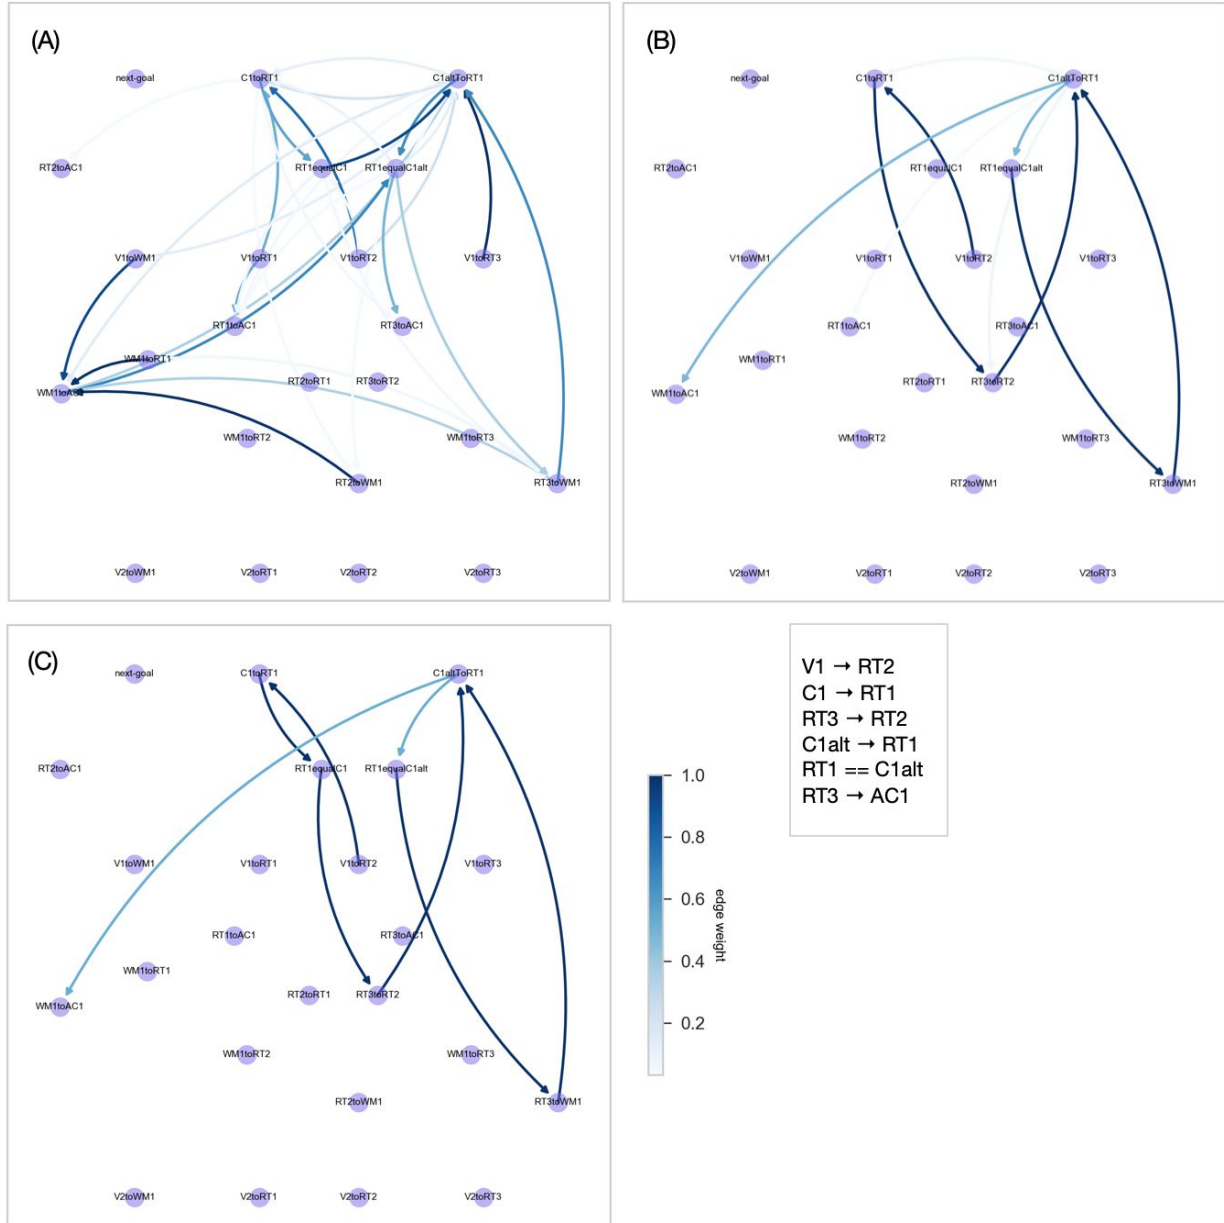 (A)
next-goal C1toRT1 C1altToRT1
RT2toAC1 RT1equalC1 RT1equalC1alt
V1toWM1 V1toRT1 V1toRT2 V1toRT3
RT1toAC1 RT3toAC1
WM1toRT1
WM1toAC1 RT2toRT1 RT3toRT2
WM1toRT2 WM1toRT3
RT2toWM1 RT3toWM1
V2toWM1 V2toRT1 V2toRT2 V2toRT3
(B)
next-goal C1toRT1 C1altToRT1
RT2toAC1 RT1equalC1 RT1equalC1alt
V1toWM1 V1toRT1 V1toRT2 V1toRT3
RT1toAC1 RT3toAC1
WM1toRT1
WM1toAC1 RT2toRT1 RT3toRT2
WM1toRT2 WM1toRT3
RT2toWM1 RT3toWM1
V2toWM1 V2toRT1 V2toRT2 V2toRT3
(C)
next-goal C1toRT1 C1altToRT1
RT2toAC1 RT1equalC1 RT1equalC1alt
V1toWM1 V1toRT1 V1toRT2 V1toRT3
RT1toAC1 RT3toAC1
WM1toRT1
WM1toAC1 RT2toRT1 RT3toRT2
WM1toRT2 WM1toRT3
RT2toWM1 RT3toWM1
V2toWM1 V2toRT1 V2toRT2 V2toRT3
1.0
0.8
0.6
0.4
0.2
edge weight
V1 → RT2
C1 → RT1
RT3 → RT2
C1alt → RT1
RT1 == C1alt
RT3 → AC1